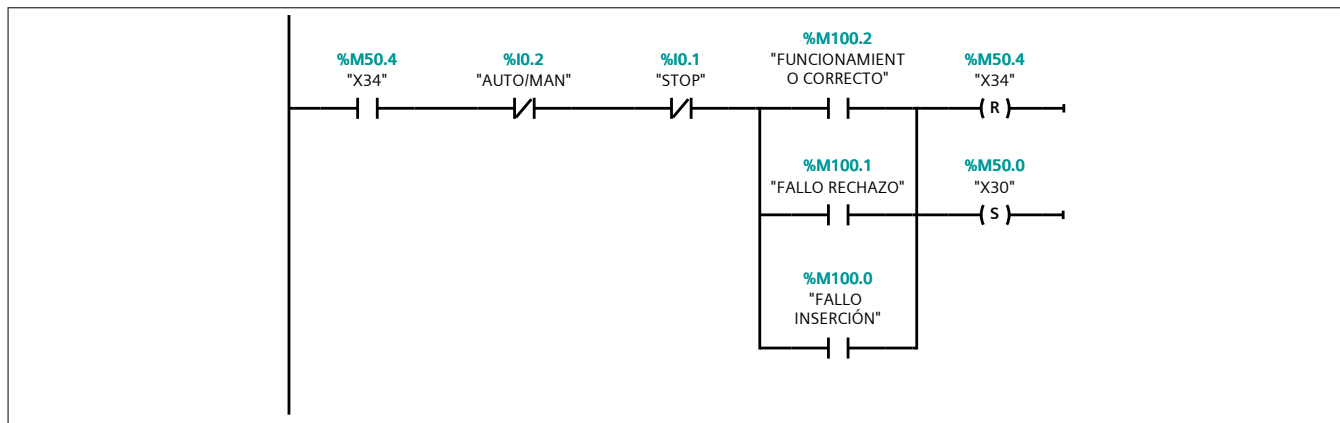 %M50.4
"X34"
%I0.2
"AUTO/MAN"
%I0.1
"STOP"
%M100.2
"FUNCIONAMIENT
O CORRECTO"
%M50.4
"X34"
R
%M100.1
"FALLO RECHAZO"
%M50.0
"X30"
S
%M100.0
"FALLO
INSERCIÓN"